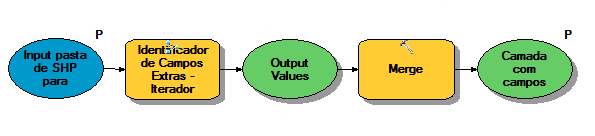 P
Input pasta
de SHP
para
Identificador
de Campos
Extras -
Iterador
Output
Values
Merge
P
Camada
com
campos